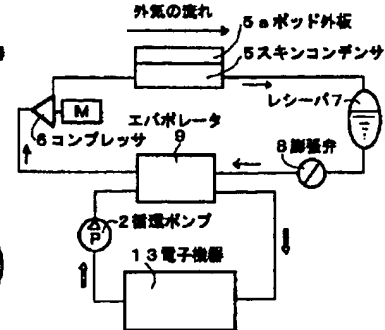 外気の流れ
5aポッド外板
5スキンコンデンサ
レシーバ7
M
6コンプレッサ
エバポレータ
9
8膨張弁
P
2循環ポンプ
13電子機器